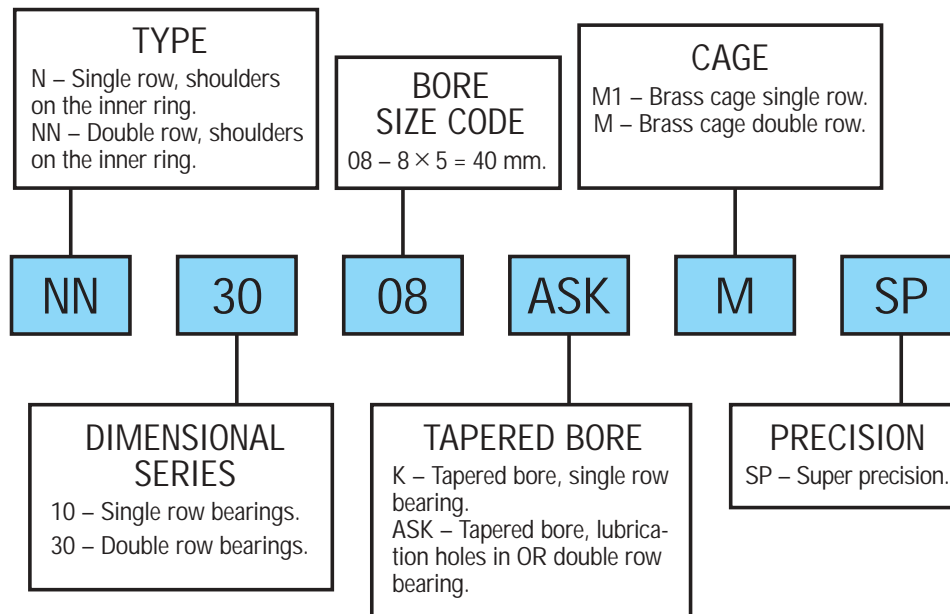 TYPE
N – Single row, shoulders
on the inner ring.
NN – Double row, shoulders
on the inner ring.
BORE
SIZE CODE
08 – 8 × 5 = 40 mm.
CAGE
M1 – Brass cage single row.
M – Brass cage double row.
NN
30
08
ASK
M
SP
DIMENSIONAL
SERIES
10 – Single row bearings.
30 – Double row bearings.
TAPERED BORE
K – Tapered bore, single row
bearing.
ASK – Tapered bore, lubrica-
tion holes in OR double row
bearing.
PRECISION
SP – Super precision.